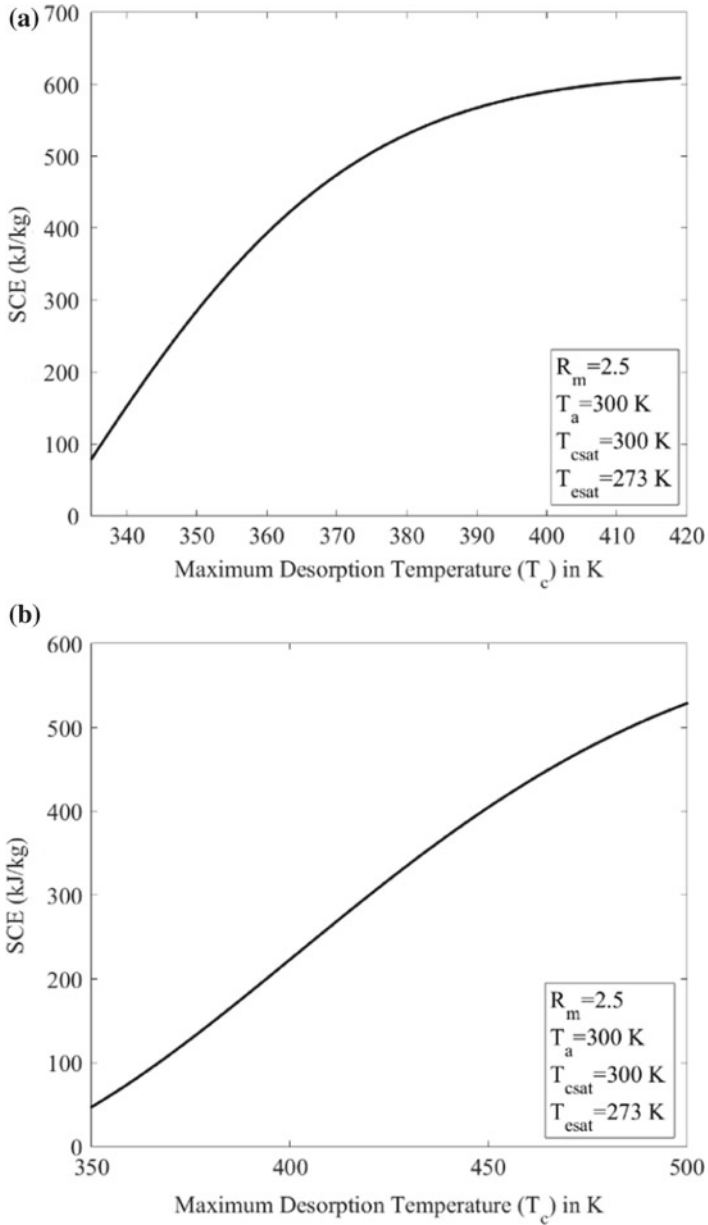 (a)
700
600
500
400
300
200
100
0
SCE (kJ/kg)
R_m=2.5
T_a=300 K
T_csat=300 K
T_esat=273 K
340 350 360 370 380 390 400 410 420
Maximum Desorption Temperature (T_c) in K
(b)
600
500
400
300
200
100
0
SCE (kJ/kg)
R_m=2.5
T_a=300 K
T_csat=300 K
T_esat=273 K
350 400 450 500
Maximum Desorption Temperature (T_c) in K